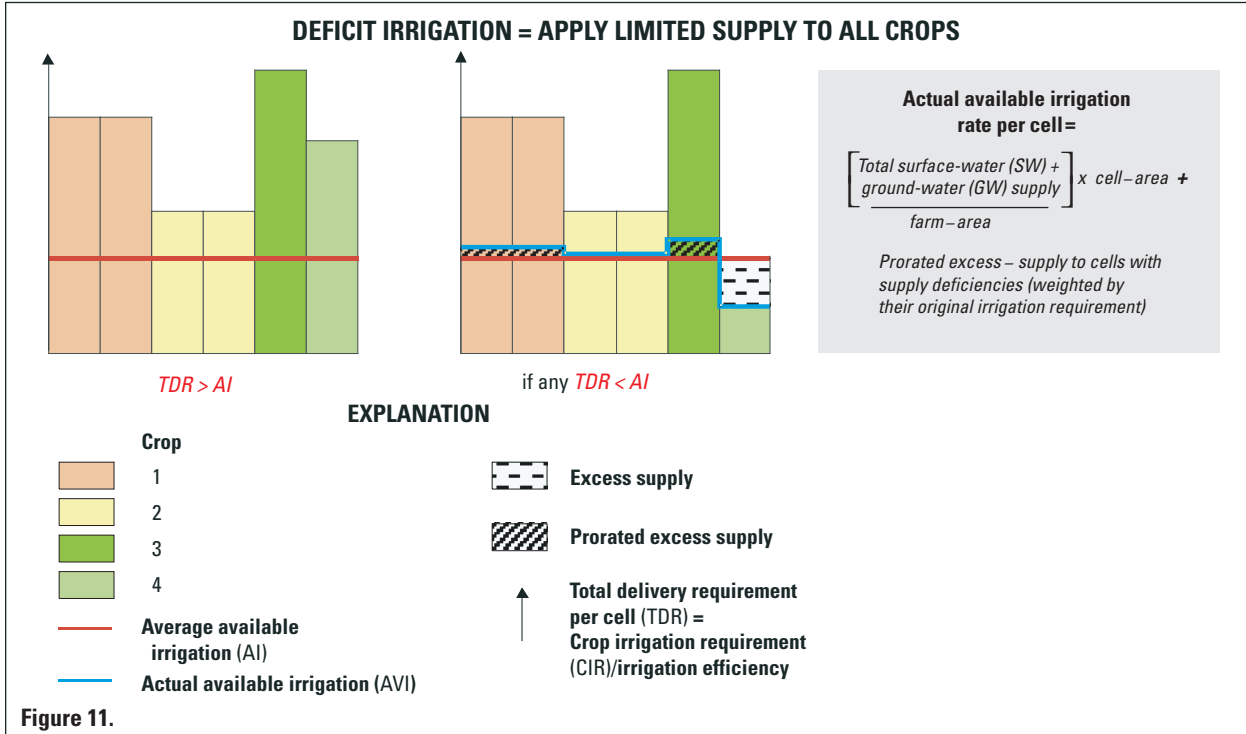 DEFICIT IRRIGATION = APPLY LIMITED SUPPLY TO ALL CROPS
TDR > AI
if any TDR < AI
Actual available irrigation
rate per cell=
[Total surface-water (SW) +
ground-water (GW) supply] x cell–area +
farm–area
Prorated excess – supply to cells with
supply deficiencies (weighted by
their original irrigation requirement)
EXPLANATION
Crop
1
2
3
4
Average available
irrigation (AI)
Actual available irrigation (AVI)
Excess supply
Prorated excess supply
Total delivery requirement
per cell (TDR) =
Crop irrigation requirement
(CIR)/irrigation efficiency
Figure 11.